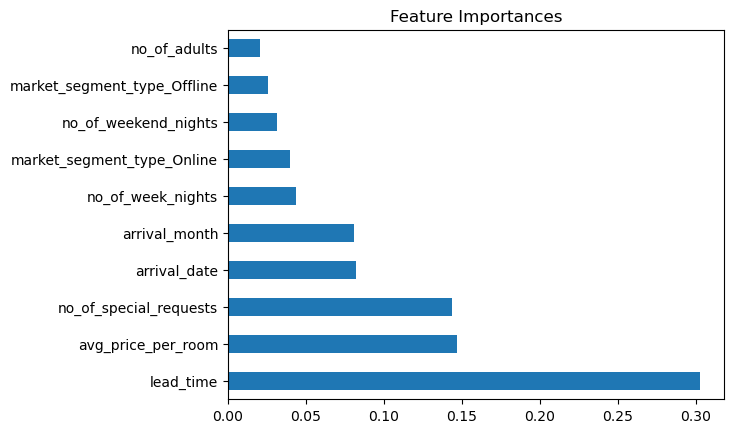 Feature Importances
no_of_adults
market_segment_type_Offline
no_of_weekend_nights
market_segment_type_Online
no_of_week_nights
arrival_month
arrival_date
no_of_special_requests
avg_price_per_room
lead_time
0.00 0.05 0.10 0.15 0.20 0.25 0.30